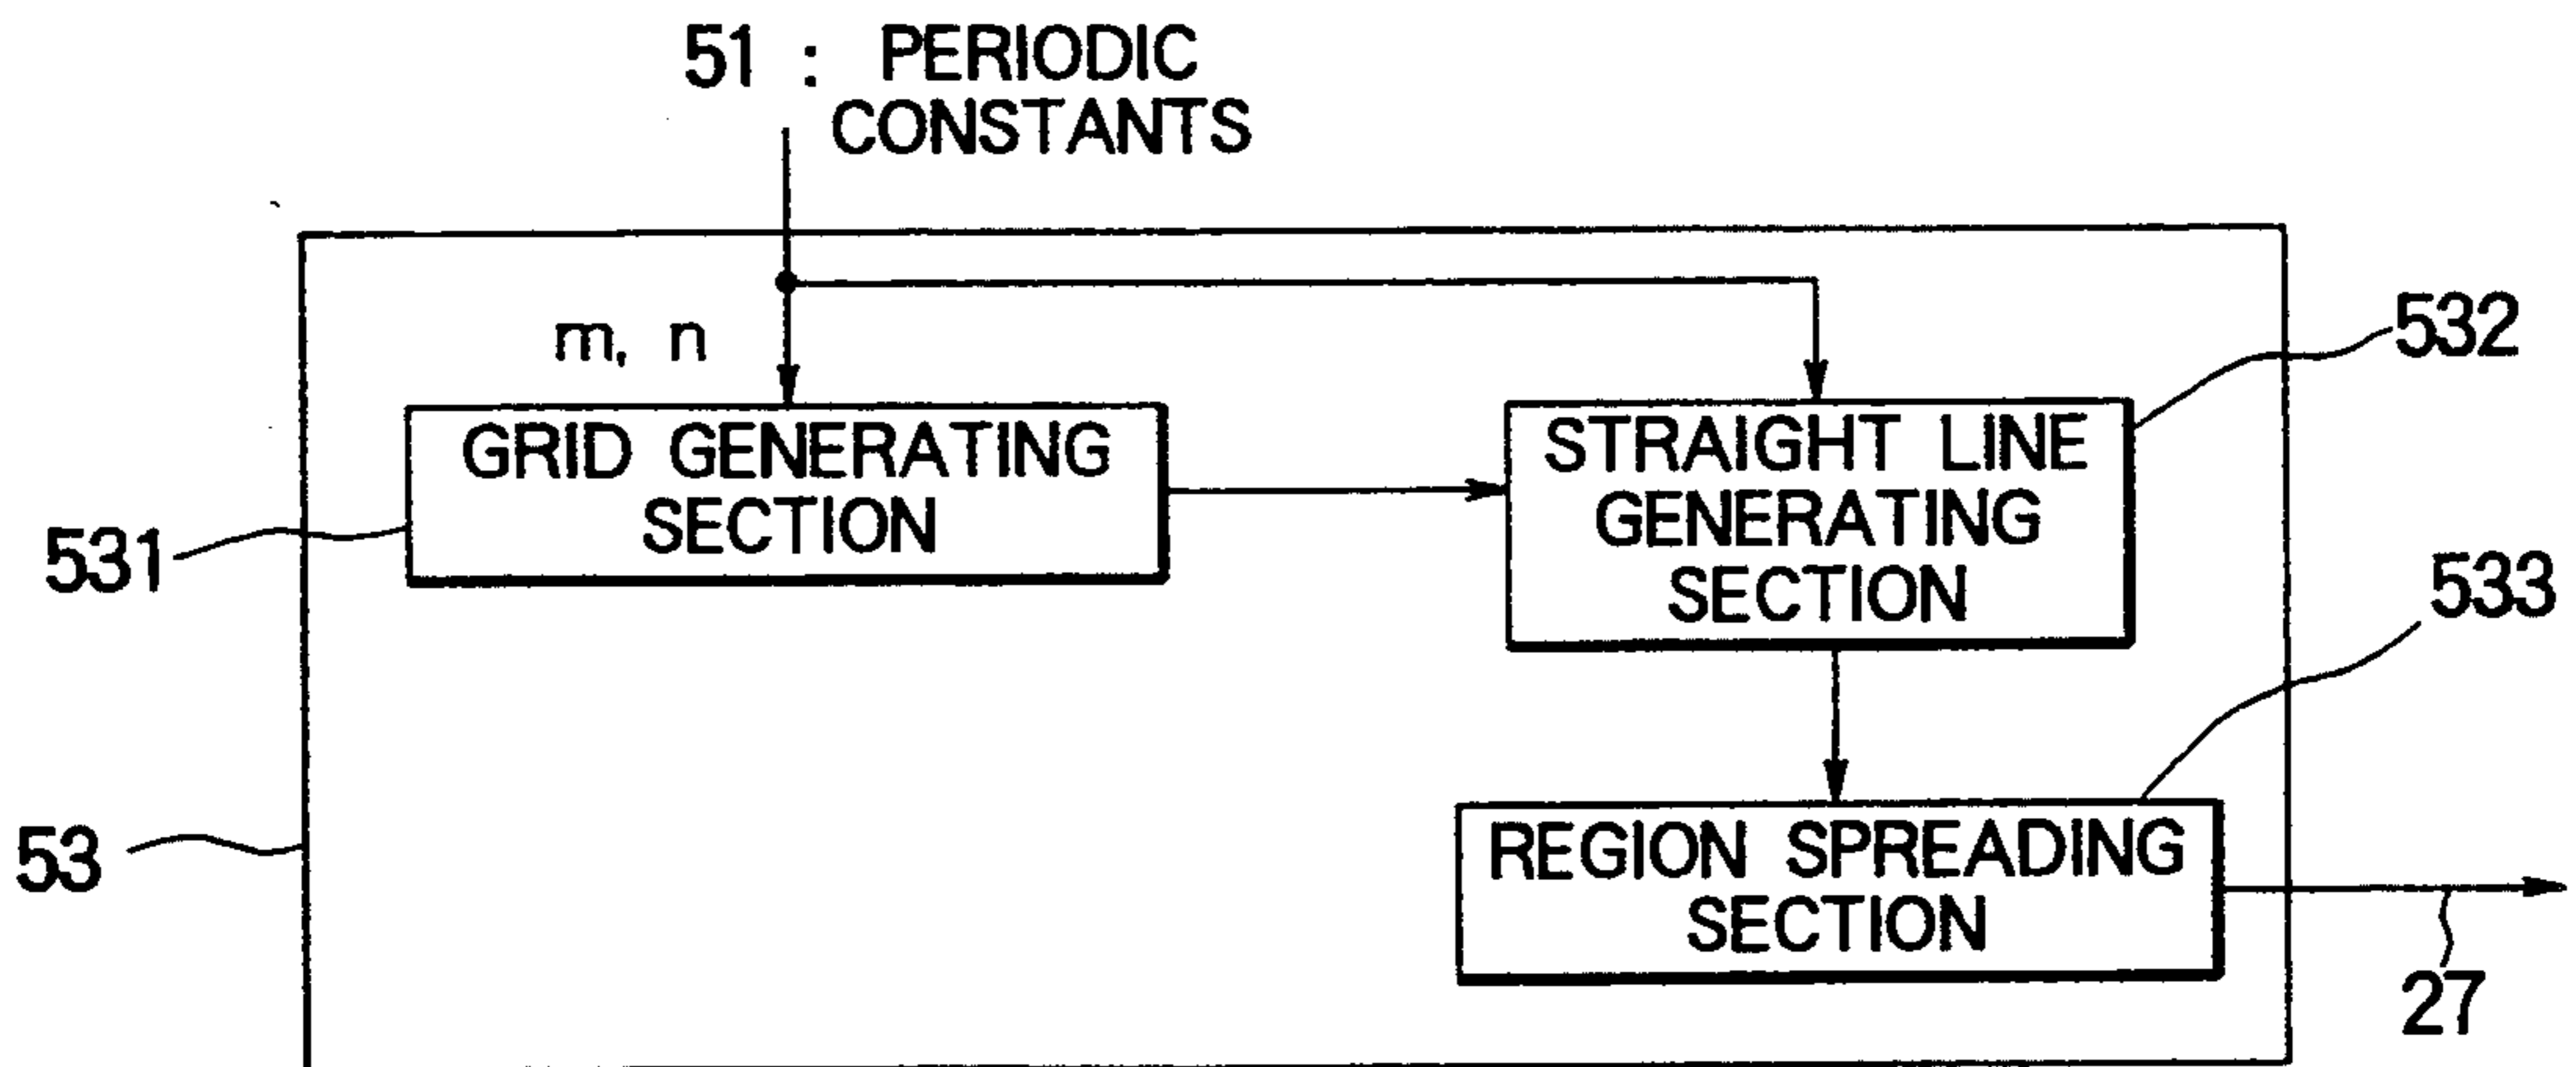 51 : PERIODIC
CONSTANTS
m, n
532
GRID GENERATING
SECTION
STRAIGHT LINE
GENERATING
SECTION
531
533
REGION SPREADING
SECTION
53
27